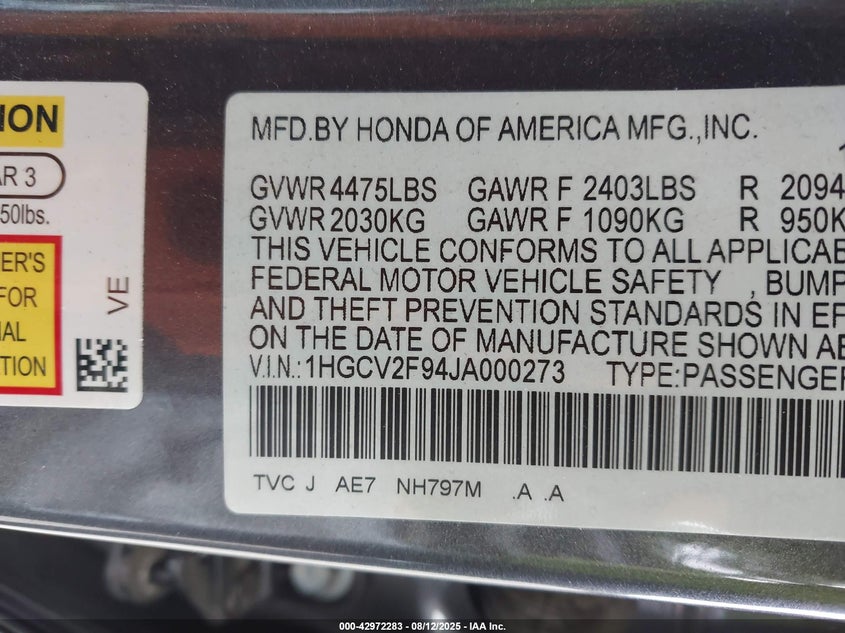 ION
AR 3
50lbs.
ER'S
FOR
IAL
TION
VE
MFD.BY HONDA OF AMERICA MFG.,INC.
GVWR 4475LBS GAWR F 2403LBS R 2094
GVWR 2030KG GAWR F 1090KG R 950K
THIS VEHICLE CONFORMS TO ALL APPLICAB
FEDERAL MOTOR VEHICLE SAFETY , BUMP
AND THEFT PREVENTION STANDARDS IN EF
ON THE DATE OF MANUFACTURE SHOWN AB
V.I.N.:1HGCV2F94JA000273 TYPE:PASSENGER
TVC J AE7 NH797M .A .A
000-42972283 - 08/12/2025 - IAA Inc.